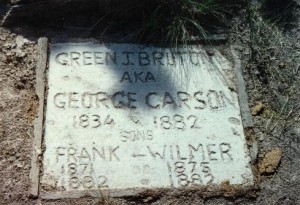 GREEN J. BRUTON
AKA
GEORGE CARSON
1834 1882
SONS
FRANK - WILMER
1871 1875
1882 - 1882